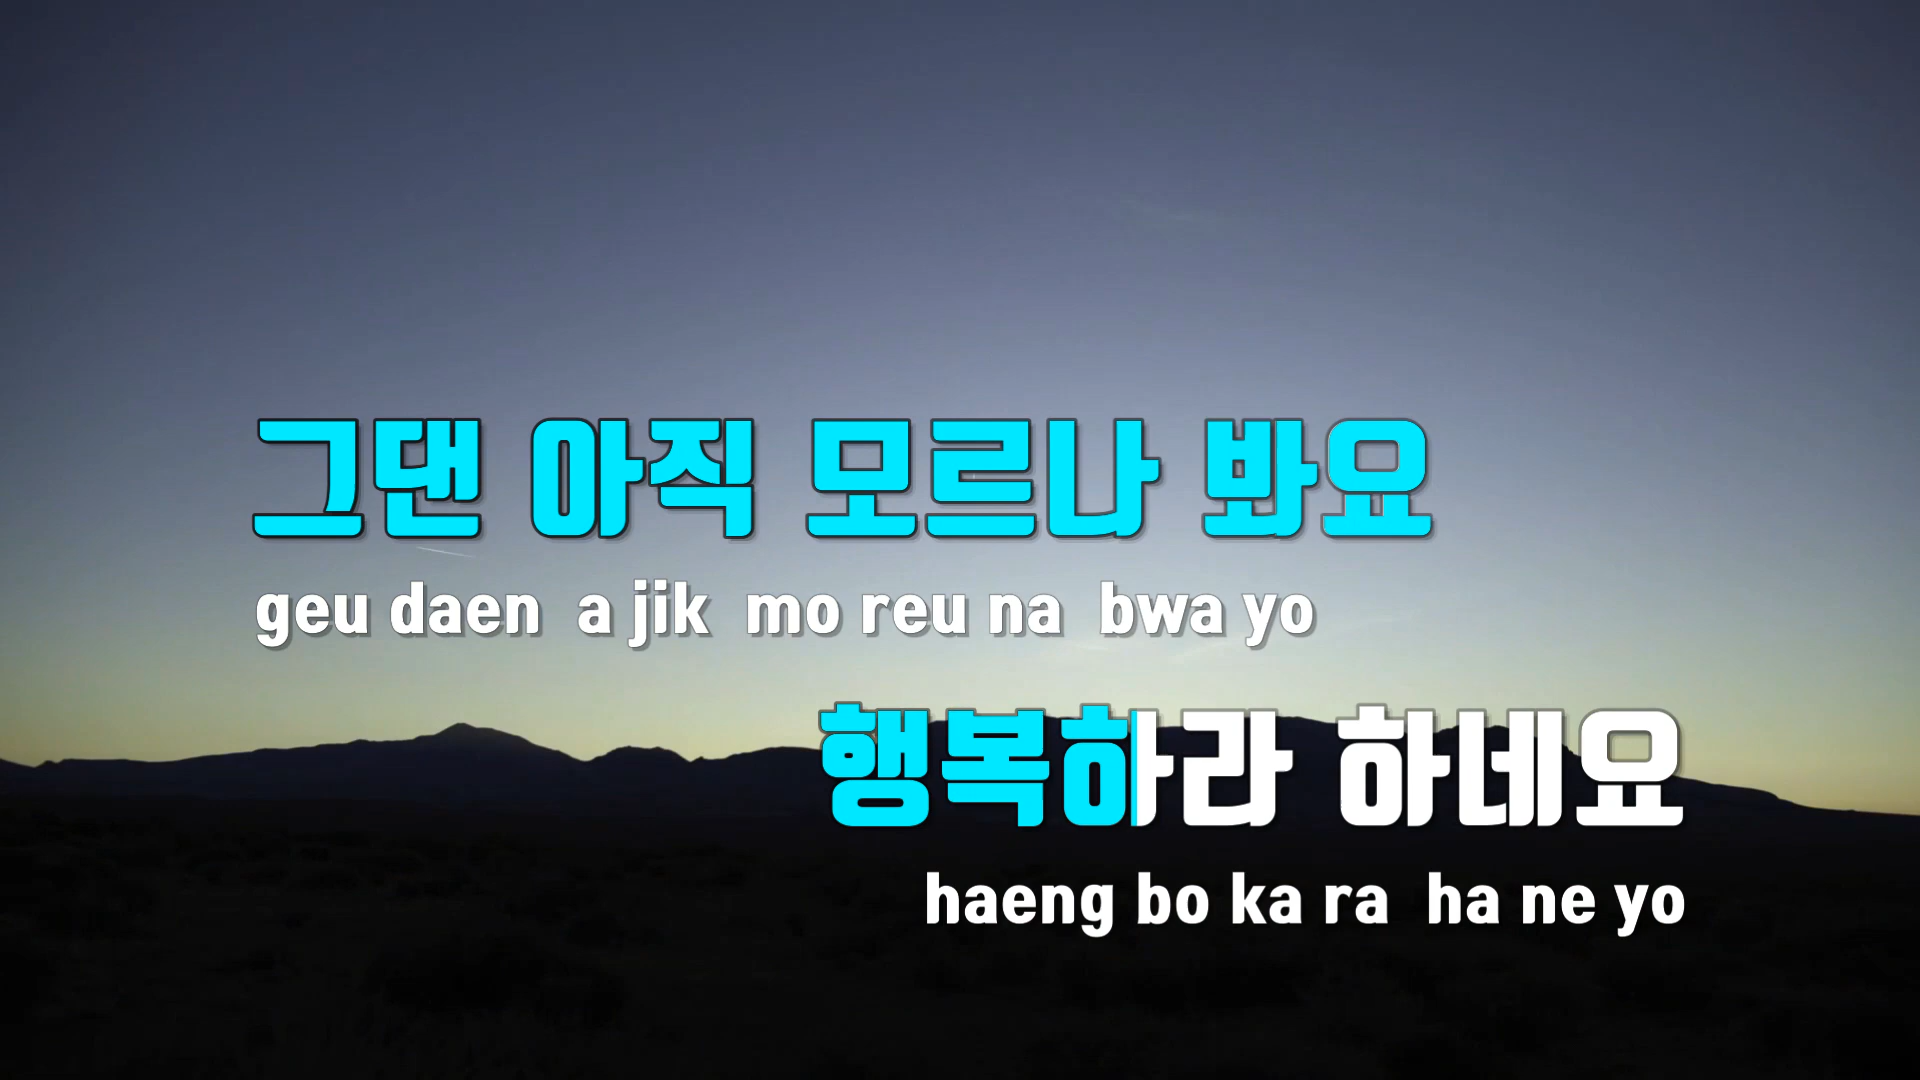 그댄 아직 모르나 봐요
geu daen a jik mo reu na bwa yo
행복하라 하네요
haeng bo ka ra ha ne yo